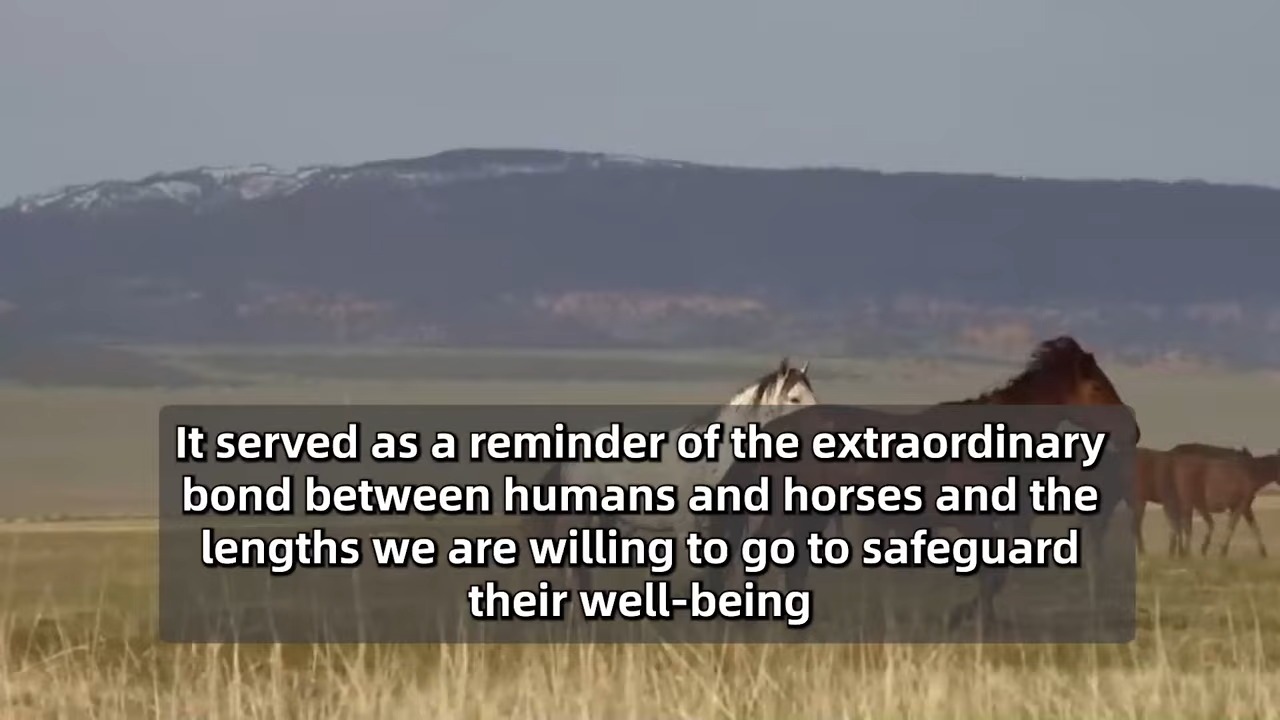 It served as a reminder of the extraordinary
bond between humans and horses and the
lengths we are willing to go to safeguard
their well-being